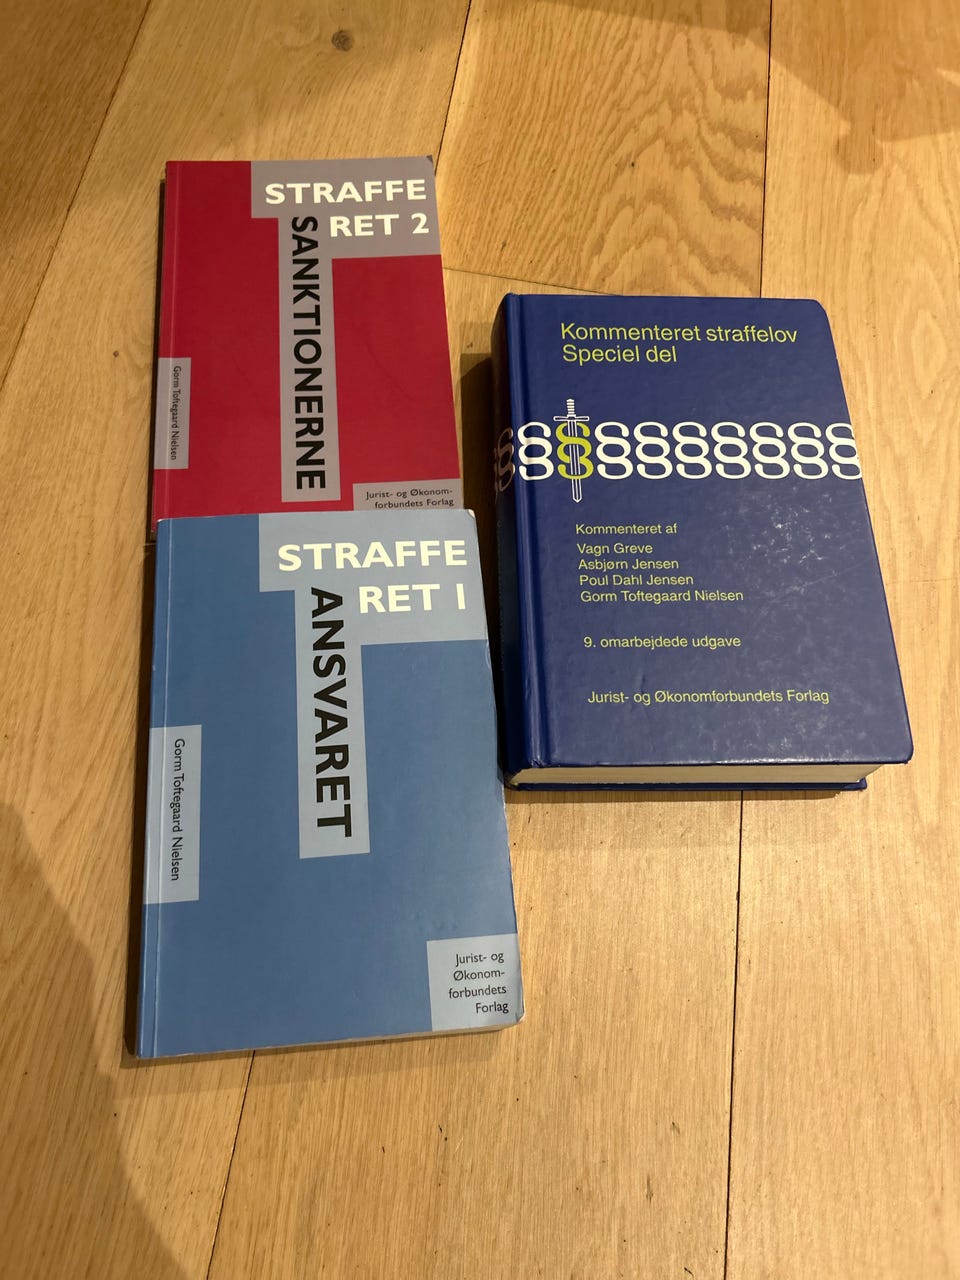 STRAFFE
RET 2
SANKTIONERNE
Gorm Toftegaard Nielsen
Jurist- og Økonom-
forbundets Forlag
STRAFFE
RET 1
ANSVARET
Gorm Toftegaard Nielsen
Jurist- og
Økonom-
forbundets
Forlag
Kommenteret straffelov
Speciel del
§ § § § § § § § § §
Kommenteret af
Vagn Greve
Asbjørn Jensen
Poul Dahl Jensen
Gorm Toftegaard Nielsen
9. omarbejdede udgave
Jurist- og Økonomforbundets Forlag